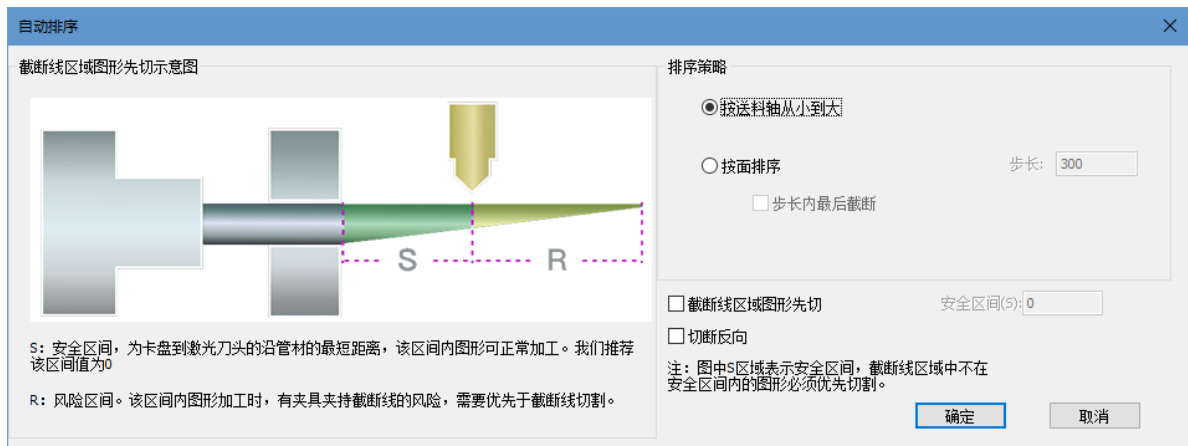 自动排序
截断线区域图形先切示意图
S
R
S: 安全区间，为卡盘到激光刀头的沿管材的最短距离，该区间内图形可正常加工。我们推荐
该区间值为0
R: 风险区间。该区间内图形加工时，有夹具夹持截断线的风险，需要优先于截断线切割。
排序策略
按送料轴从小到大
按面排序
步长: 300
步长内最后截断
截断线区域图形先切
安全区间(S): 0
切断反向
注: 图中S区域表示安全区间，截断线区域中不在
安全区间内的图形必须优先切割。
确定
取消